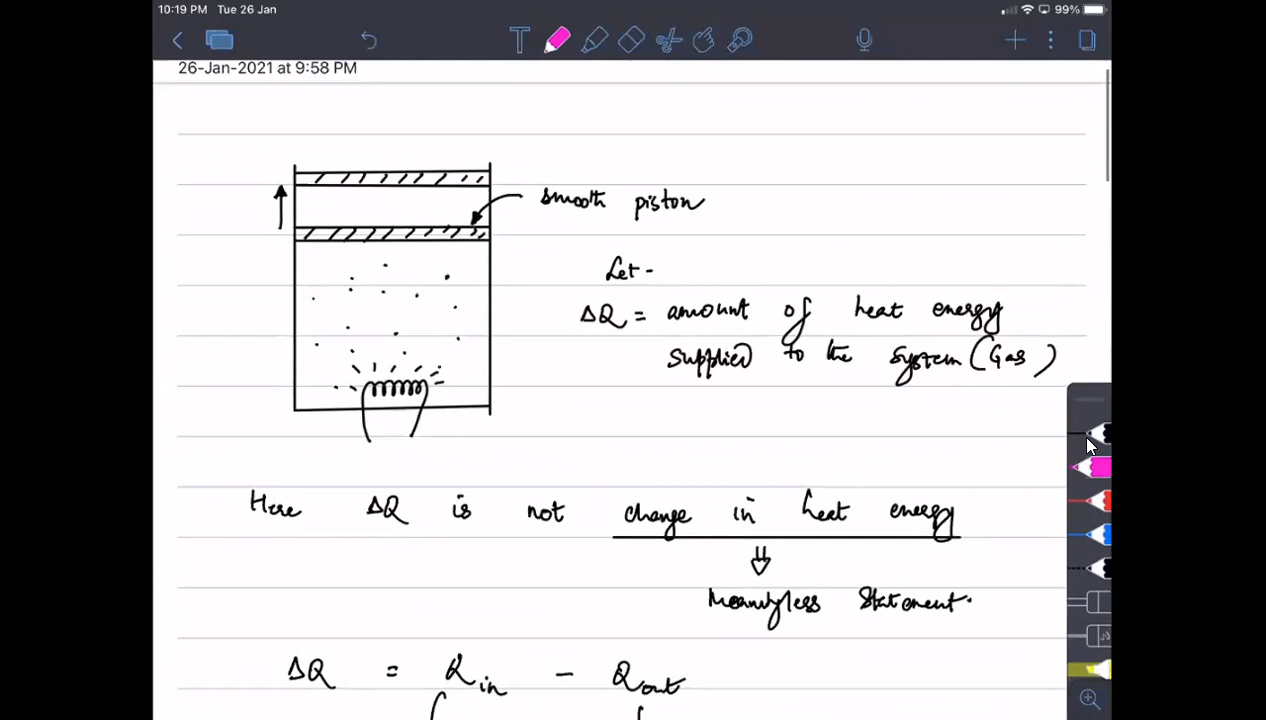 10:19 PM Tue 26 Jan
99%
T
26-Jan-2021 at 9:58 PM
smooth piston
Let -
ΔQ = amount of heat energy
supplied to the system (Gas)
Here ΔQ is not change in heat energy
⇓
Meaningless Statement.
ΔQ = Qin - Qout